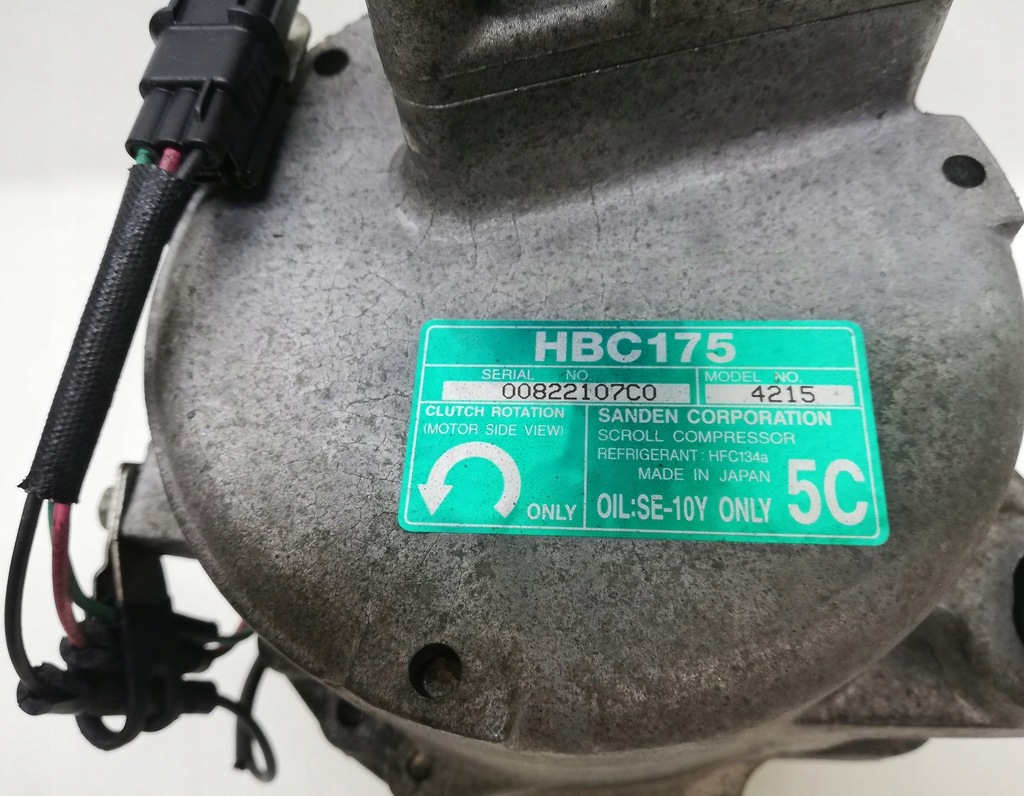 HBC175
SERIAL NO.
00822107C0
MODEL NO.
4215
CLUTCH ROTATION
(MOTOR SIDE VIEW)
ONLY
SANDEN CORPORATION
SCROLL COMPRESSOR
REFRIGERANT: HFC134a
MADE IN JAPAN
OIL:SE-10Y ONLY
5C